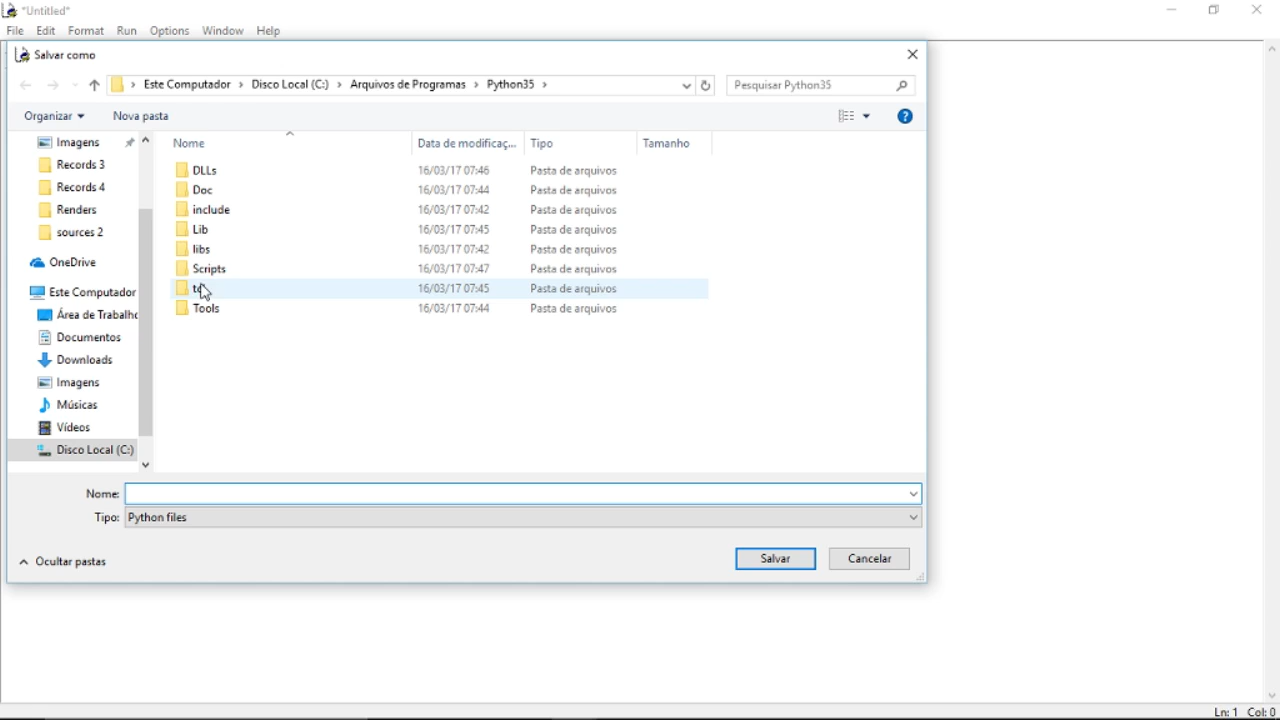 *Untitled*
File Edit Format Run Options Window Help
Salvar como
Este Computador › Disco Local (C:) › Arquivos de Programas › Python35 ›
Pesquisar Python35
Organizar Nova pasta
Nome Data de modificaç... Tipo Tamanho
Imagens
Records 3
Records 4
Renders
sources 2
OneDrive
Este Computador
Área de Trabalho
Documentos
Downloads
Imagens
Músicas
Vídeos
Disco Local (C:)
DLLs 16/03/17 07:46 Pasta de arquivos
Doc 16/03/17 07:44 Pasta de arquivos
include 16/03/17 07:42 Pasta de arquivos
Lib 16/03/17 07:45 Pasta de arquivos
libs 16/03/17 07:42 Pasta de arquivos
Scripts 16/03/17 07:47 Pasta de arquivos
16/03/17 07:45 Pasta de arquivos
Tools 16/03/17 07:44 Pasta de arquivos
Nome:
Tipo: Python files
Ocultar pastas
Salvar Cancelar
Ln: 1 Col: 0